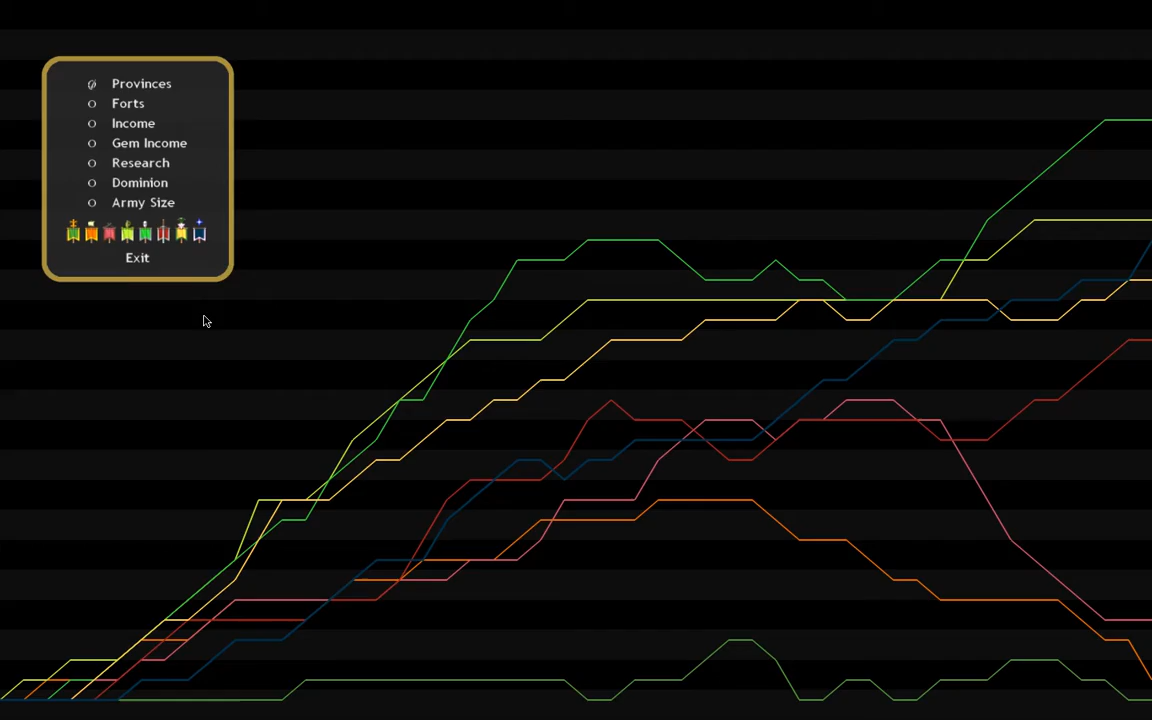 Provinces
Forts
Income
Gem Income
Research
Dominion
Army Size
Exit